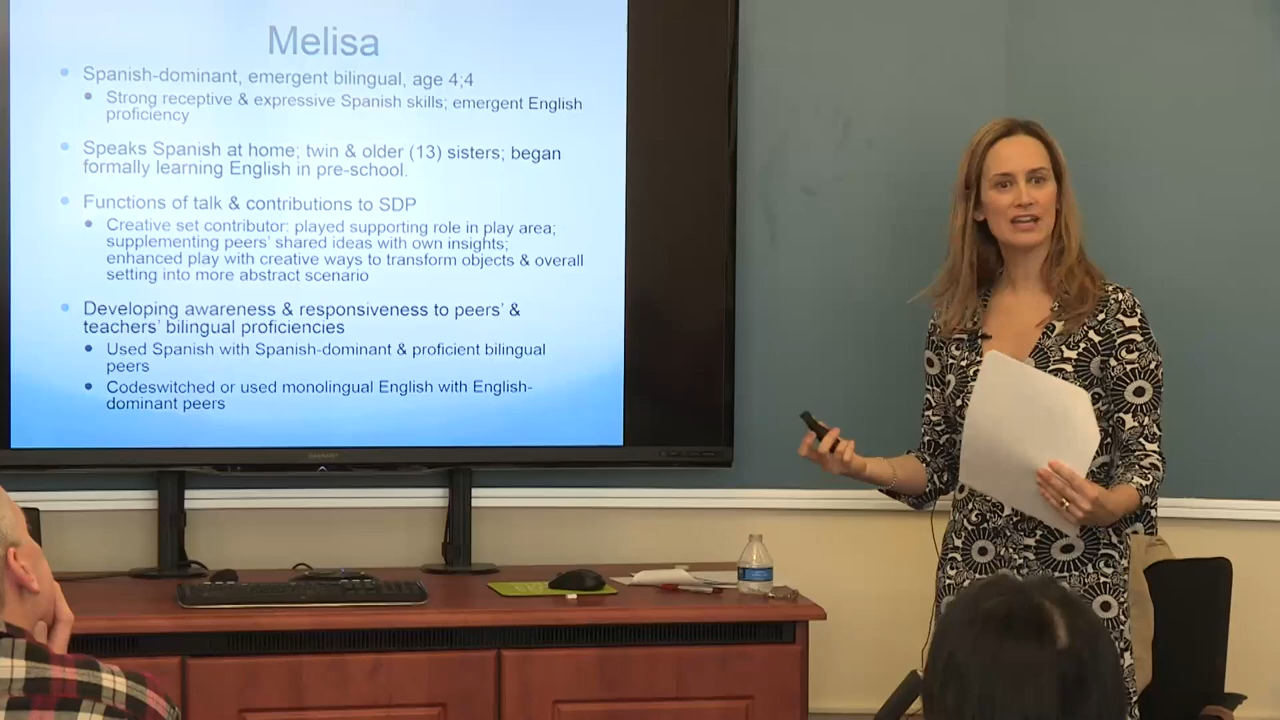 Melisa
Spanish-dominant, emergent bilingual, age 4;4
Strong receptive & expressive Spanish skills; emergent English
proficiency
Speaks Spanish at home; twin & older (13) sisters; began
formally learning English in pre-school.
Functions of talk & contributions to SDP
Creative set contributor: played supporting role in play area;
supplementing peers' shared ideas with own insights;
enhanced play with creative ways to transform objects & overall
setting into more abstract scenario
Developing awareness & responsiveness to peers' &
teachers' bilingual proficiencies
Used Spanish with Spanish-dominant & proficient bilingual
peers
Codeswitched or used monolingual English with English-
dominant peers